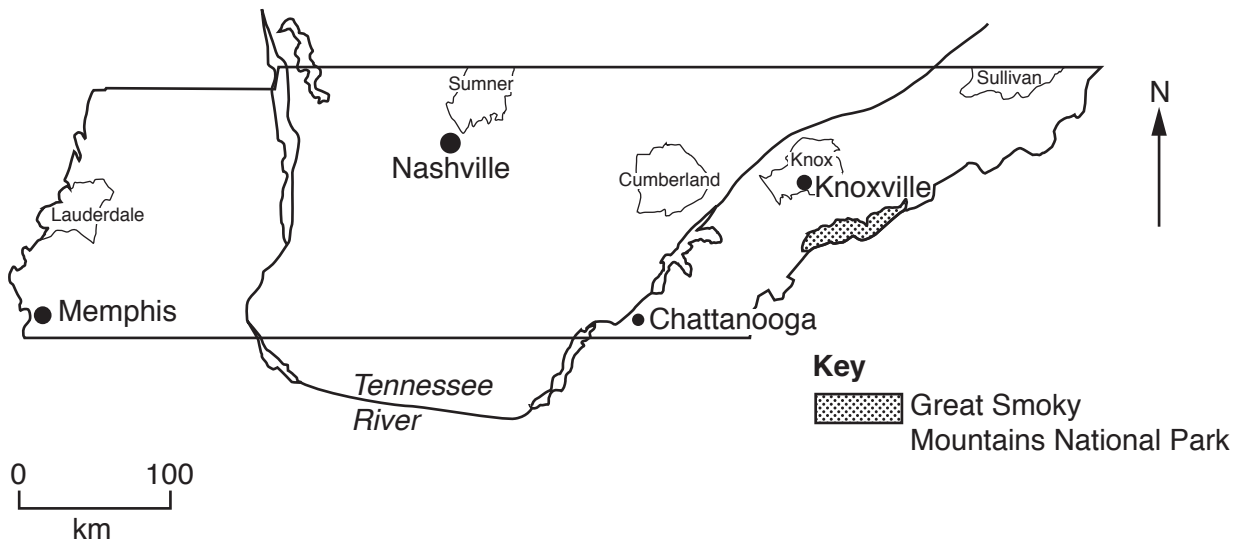 Sumner
Sullivan
N
Nashville
Cumberland
Knox
Knoxville
Lauderdale
Memphis
Chattanooga
Tennessee
River
Key
Great Smoky
Mountains National Park
0 100
km